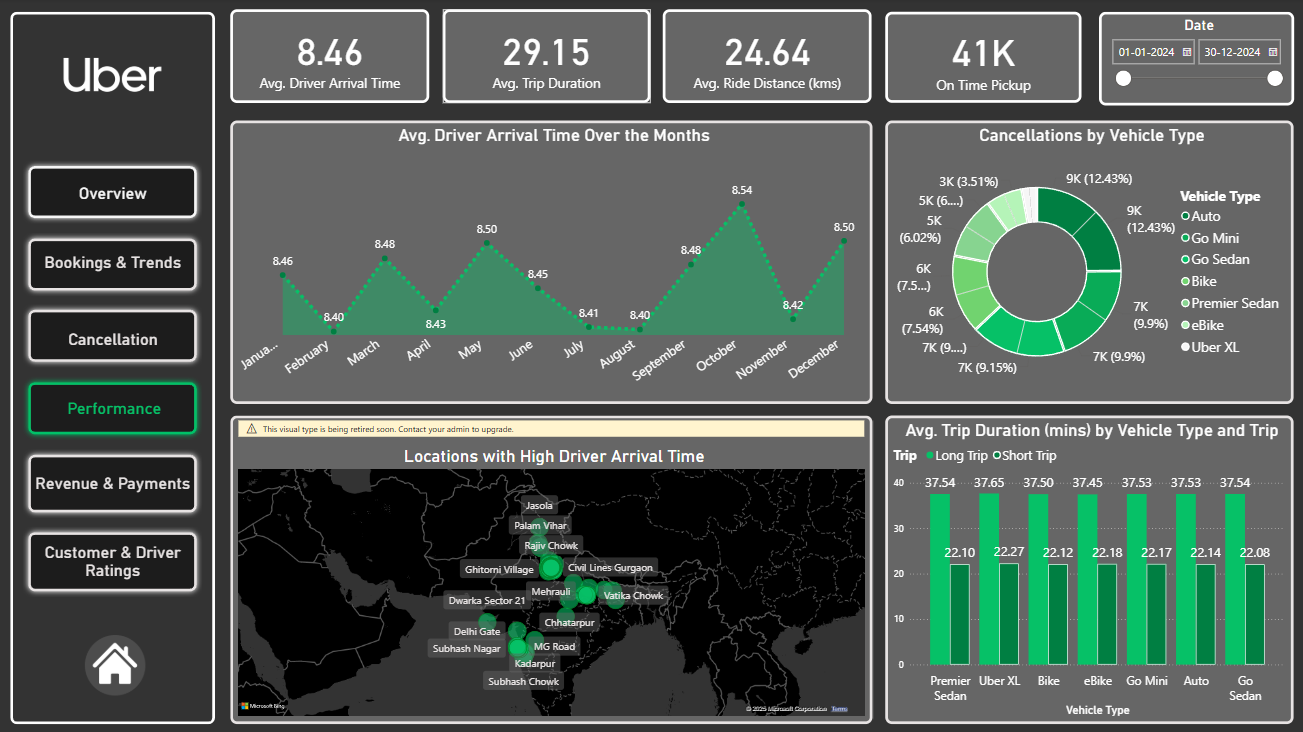 Uber
Overview
Bookings & Trends
Cancellation
Performance
Revenue & Payments
Customer & Driver
Ratings
8.46
Avg. Driver Arrival Time
29.15
Avg. Trip Duration
24.64
Avg. Ride Distance (kms)
41K
On Time Pickup
Date
01-01-2024 30-12-2024
Avg. Driver Arrival Time Over the Months
8.46
8.40
8.48
8.43
8.50
8.45
8.41
8.40
8.48
8.54
8.42
8.50
Janua...
February
March
April
May
June
July
August
September
October
November
December
Cancellations by Vehicle Type
9K (12.43%)
9K
(12.43%)
7K
(9.9%)
7K (9.9%)
7K (9.15%)
7K (9....)
6K
(7.54%)
6K
(7.5...)
5K
(6.02%)
5K (6....)
3K (3.51%)
Vehicle Type
Auto
Go Mini
Go Sedan
Bike
Premier Sedan
eBike
Uber XL
This visual type is being retired soon. Contact your admin to upgrade.
Locations with High Driver Arrival Time
Jasola
Palam Vihar
Rajiv Chowk
Ghitorni Village
Civil Lines Gurgaon
Mehrauli
Vatika Chowk
Dwarka Sector 21
Chhatarpur
Delhi Gate
Subhash Nagar
MG Road
Kadarpur
Subhash Chowk
Microsoft Bing
© 2025 Microsoft Corporation Terms
Avg. Trip Duration (mins) by Vehicle Type and Trip
Trip Long Trip Short Trip
40
30
20
10
0
37.54 37.65 37.50 37.45 37.53 37.53 37.54
22.10 22.27 22.12 22.18 22.17 22.14 22.08
Premier
Sedan
Uber XL
Bike
eBike
Go Mini
Auto
Go
Sedan
Vehicle Type